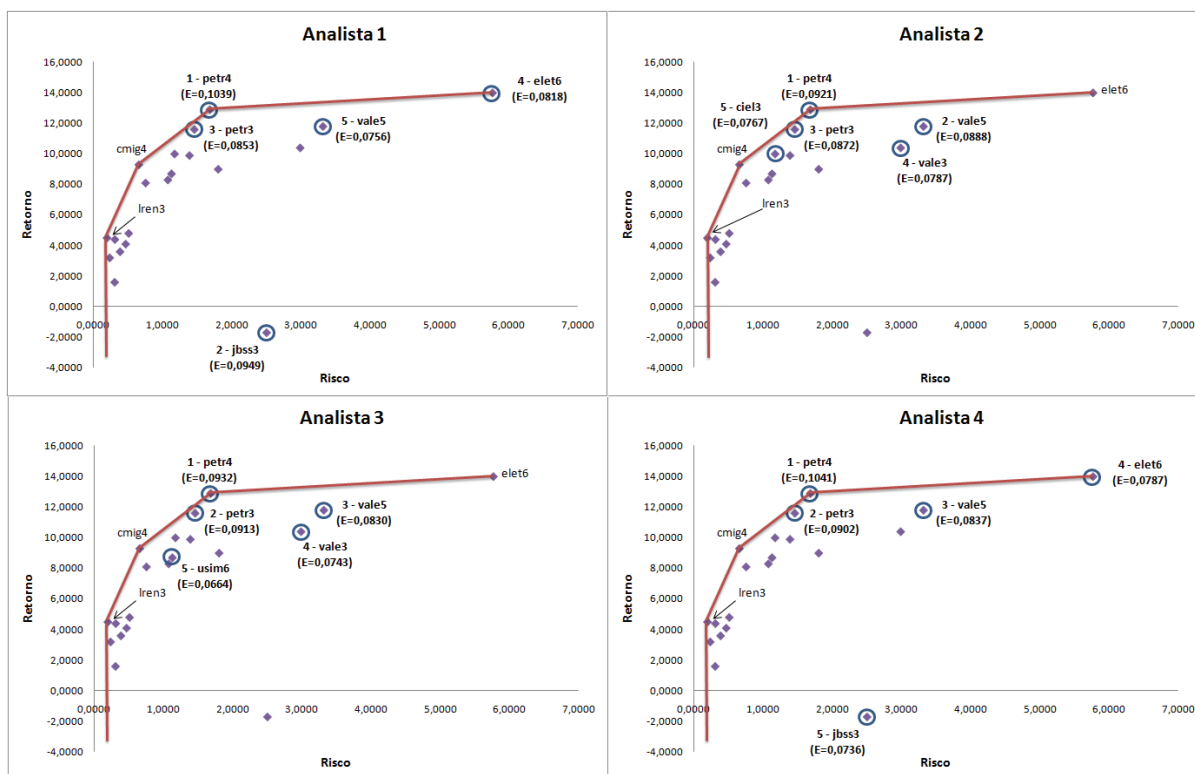 Analista 1
16,0000
14,0000
12,0000
10,0000
8,0000
6,0000
4,0000
2,0000
0,0000
-2,0000
-4,0000
Retorno
1 - petr4
(E=0,1039)
4 - elet6
(E=0,0818)
5 - vale5
(E=0,0756)
3 - petr3
(E=0,0853)
cmig4
lren3
0,0000
1,0000
2,0000
3,0000
4,0000
5,0000
6,0000
7,0000
2 - jbss3
(E=0,0949)
Risco
Analista 2
16,0000
14,0000
12,0000
10,0000
8,0000
6,0000
4,0000
2,0000
0,0000
-2,0000
-4,0000
Retorno
1 - petr4
(E=0,0921)
elet6
5 - ciel3
(E=0,0767)
2 - vale5
(E=0,0888)
3 - petr3
(E=0,0872)
4 - vale3
(E=0,0787)
cmig4
lren3
0,0000
1,0000
2,0000
3,0000
4,0000
5,0000
6,0000
7,0000
Risco
Analista 3
16,0000
14,0000
12,0000
10,0000
8,0000
6,0000
4,0000
2,0000
0,0000
-2,0000
-4,0000
Retorno
1 - petr4
(E=0,0932)
elet6
2 - petr3
(E=0,0913)
3 - vale5
(E=0,0830)
cmig4
4 - vale3
(E=0,0743)
5 - usim6
(E=0,0664)
lren3
0,0000
1,0000
2,0000
3,0000
4,0000
5,0000
6,0000
7,0000
Risco
Analista 4
16,0000
14,0000
12,0000
10,0000
8,0000
6,0000
4,0000
2,0000
0,0000
-2,0000
-4,0000
Retorno
1 - petr4
(E=0,1041)
4 - elet6
(E=0,0787)
3 - vale5
(E=0,0837)
2 - petr3
(E=0,0902)
cmig4
lren3
0,0000
1,0000
2,0000
3,0000
4,0000
5,0000
6,0000
7,0000
5 - jbss3
(E=0,0736)
Risco